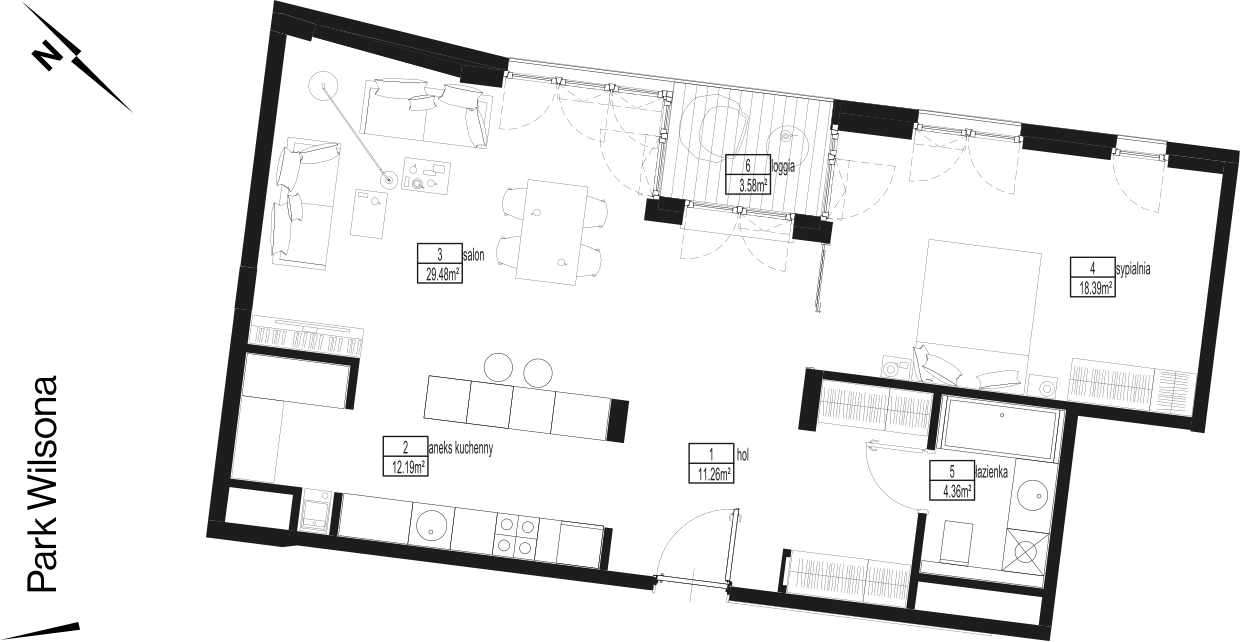 N
6 loggia
3.58m²
3 salon
29.48m²
4 sypialnia
18.39m²
Park Wilsona
2 aneks kuchenny
12.19m²
1 hol
11.26m²
5 łazienka
4.36m²